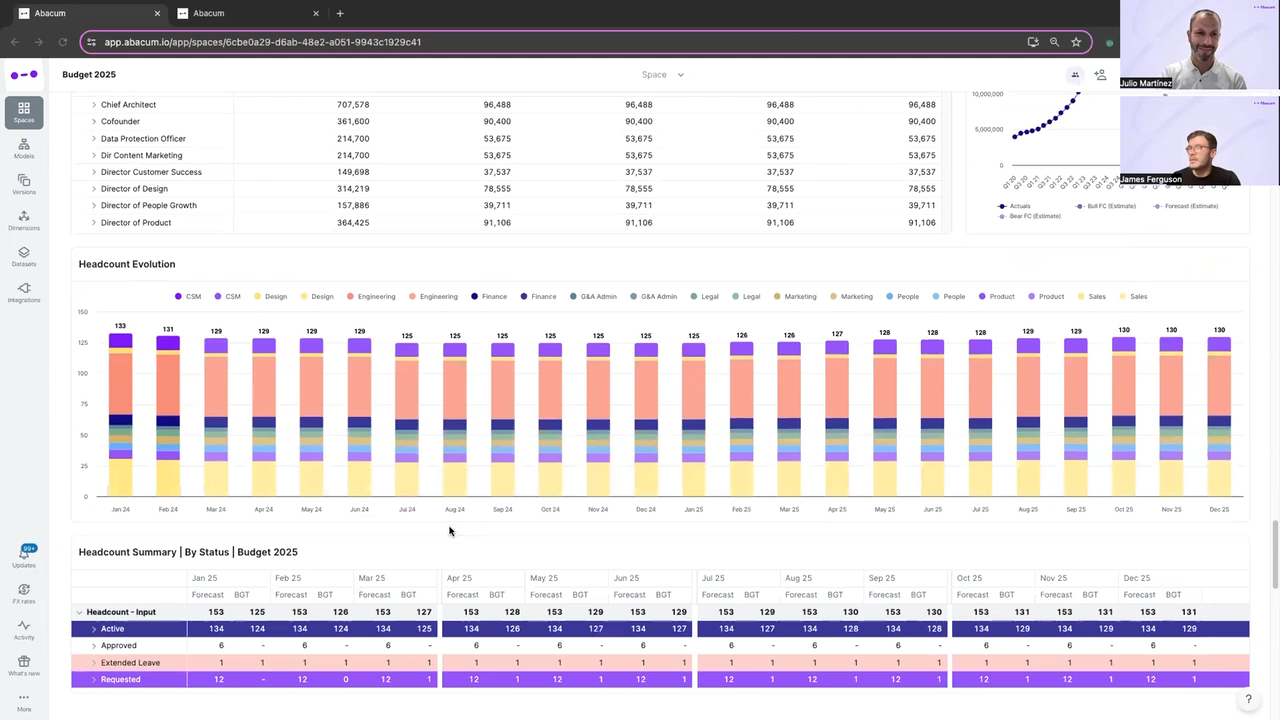 Abacum
Abacum
app.abacum.io/app/spaces/6cbe0a29-d6ab-48e2-a051-9943c1929c41
Abacum
Julio Martínez
Abacum
James Ferguson
Budget 2025
Space
Spaces
Models
Versions
Dimensions
Datasets
Integrations
99+
Updates
FX rates
Activity
What's new
More
Chief Architect 707,578 96,488 96,488 96,488 96,488
Cofounder 361,600 90,400 90,400 90,400 90,400
Data Protection Officer 214,700 53,675 53,675 53,675 53,675
Dir Content Marketing 214,700 53,675 53,675 53,675 53,675
Director Customer Success 149,698 37,537 37,537 37,537 37,537
Director of Design 314,219 78,555 78,555 78,555 78,555
Director of People Growth 157,886 39,711 39,711 39,711 39,711
Director of Product 364,425 91,106 91,106 91,106 91,106
10,000,000
5,000,000
0
Q1 20 Q3 20 Q1 21 Q3 21 Q1 22 Q3 22
Actuals Bull FC (Estimate) Forecast (Estimate)
Bear FC (Estimate)
Headcount Evolution
CSM CSM Design Design Engineering Engineering Finance Finance G&A Admin G&A Admin Legal Legal Marketing Marketing People People Product Product Sales Sales
150
125
100
75
50
25
0
133 131 129 129 129 129 125 125 125 125 125 125 125 126 126 127 128 128 128 129 129 130 130 130
Jan 24 Feb 24 Mar 24 Apr 24 May 24 Jun 24 Jul 24 Aug 24 Sep 24 Oct 24 Nov 24 Dec 24 Jan 25 Feb 25 Mar 25 Apr 25 May 25 Jun 25 Jul 25 Aug 25 Sep 25 Oct 25 Nov 25 Dec 25
Headcount Summary | By Status | Budget 2025
Jan 25 Feb 25 Mar 25 Apr 25 May 25 Jun 25 Jul 25 Aug 25 Sep 25 Oct 25 Nov 25 Dec 25
Forecast BGT Forecast BGT Forecast BGT Forecast BGT Forecast BGT Forecast BGT Forecast BGT Forecast BGT Forecast BGT Forecast BGT Forecast BGT Forecast BGT
Headcount - Input 153 125 153 126 153 127 153 128 153 129 153 129 153 129 153 130 153 130 153 131 153 131 153 131
Active 134 124 134 124 134 125 134 126 134 127 134 127 134 127 134 128 134 128 134 129 134 129 134 129
Approved 6 - 6 - 6 - 6 - 6 - 6 - 6 - 6 - 6 - 6 - 6 - 6 -
Extended Leave 1 1 1 1 1 1 1 1 1 1 1 1 1 1 1 1 1 1 1 1 1 1 1 1
Requested 12 - 12 0 12 1 12 1 12 1 12 1 12 1 12 1 12 1 12 1 12 1 12 1
?